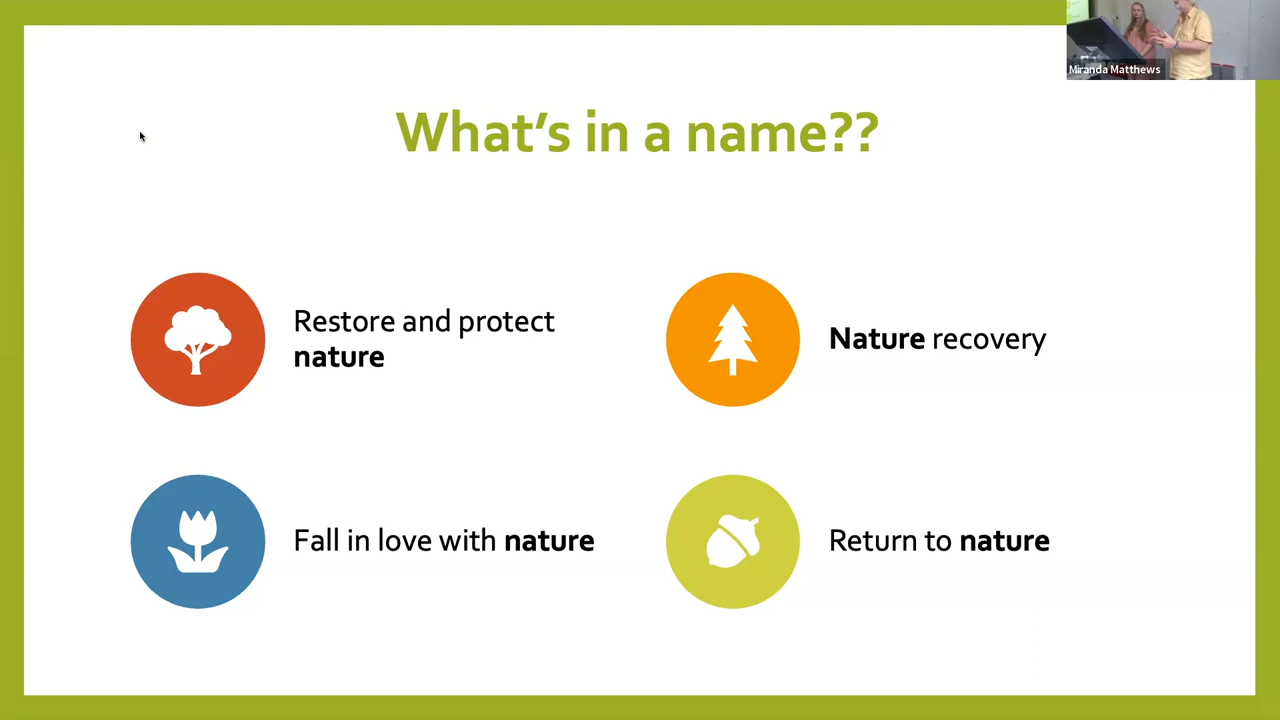 Miranda Matthews
What's in a name??
Restore and protect
nature
Nature recovery
Fall in love with nature
Return to nature